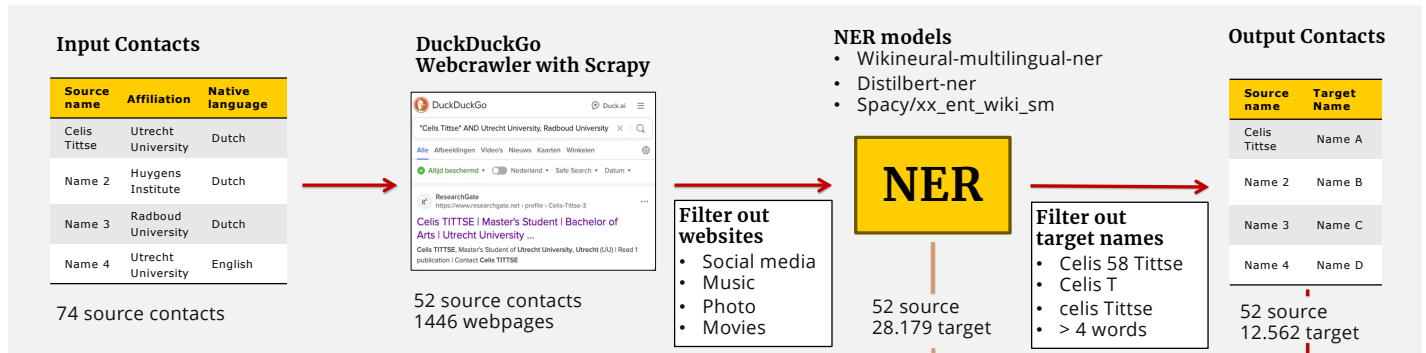 Input Contacts
Source name Affiliation Native language
Celis Tittse Utrecht University Dutch
Name 2 Huygens Institute Dutch
Name 3 Radboud University Dutch
Name 4 Utrecht University English
74 source contacts
DuckDuckGo
Webcrawler with Scrapy
DuckDuckGo Duck.ai
"Celis Tittse" AND Utrecht University, Radboud University
Alle Afbeeldingen Video's Nieuws Kaarten Winkelen
Altijd beschermd Nederland Safe Search Datum
ResearchGate
https://www.researchgate.net › profile › Celis-Tittse-3
Celis TITTSE | Master's Student | Bachelor of
Arts | Utrecht University ...
Celis TITTSE, Master's Student of Utrecht University, Utrecht (UU) | Read 1
publication | Contact Celis TITTSE
52 source contacts
1446 webpages
Filter out
websites
• Social media
• Music
• Photo
• Movies
NER models
• Wikineural-multilingual-ner
• Distilbert-ner
• Spacy/xx_ent_wiki_sm
NER
52 source
28.179 target
Filter out
target names
• Celis 58 Tittse
• Celis T
• celis Tittse
• > 4 words
Output Contacts
Source name Target Name
Celis Tittse Name A
Name 2 Name B
Name 3 Name C
Name 4 Name D
52 source
12.562 target